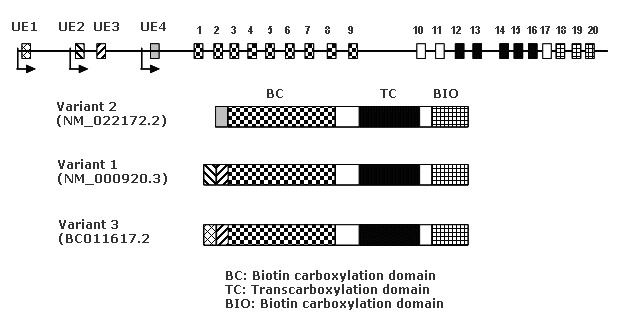 UE1 UE2 UE3 UE4 1 2 3 4 5 6 7 8 9 10 11 12 13 14 15 16 17 18 19 20
BC TC BIO
Variant 2
(NM_022172.2)
Variant 1
(NM_000920.3)
Variant 3
(BC011617.2
BC: Biotin carboxylation domain
TC: Transcarboxylation domain
BIO: Biotin carboxylation domain